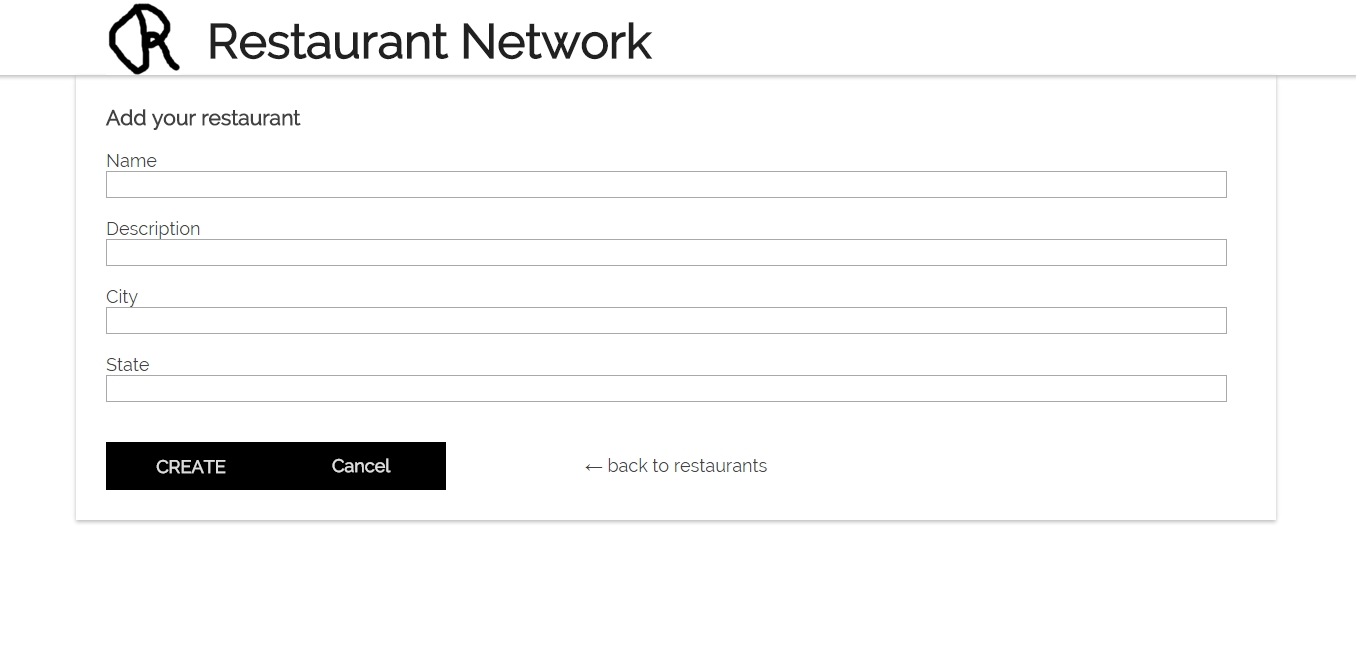 R Restaurant Network
Add your restaurant
Name
Description
City
State
CREATE Cancel ← back to restaurants